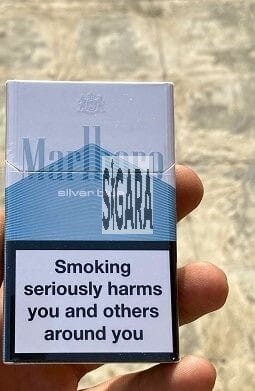 Marlboro
silver b
SİGARA
Smoking
seriously harms
you and others
around you